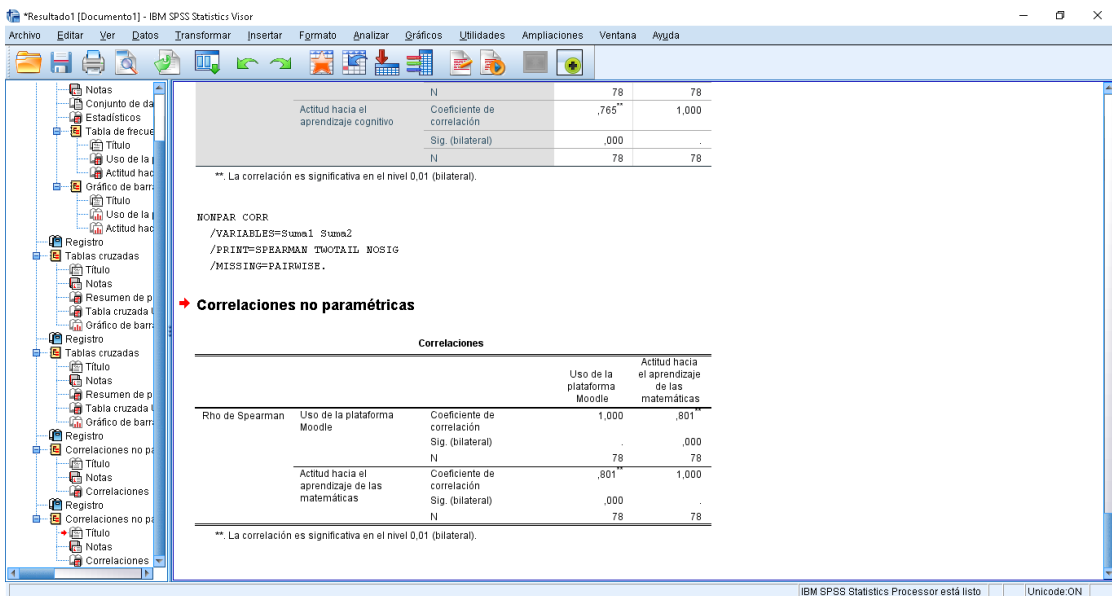 *Resultado1 [Documento1] - IBM SPSS Statistics Visor
Archivo Editar Ver Datos Transformar Insertar Formato Analizar Gráficos Utilidades Ampliaciones Ventana Ayuda
Notas
Conjunto de da
Estadísticos
Tabla de frecue
Título
Uso de la p
Actitud hac
Gráfico de barra
Título
Uso de la p
Actitud hac
Registro
Tablas cruzadas
Título
Notas
Resumen de p
Tabla cruzada U
Gráfico de barra
Registro
Tablas cruzadas
Título
Notas
Resumen de p
Tabla cruzada U
Gráfico de barra
Registro
Correlaciones no pa
Título
Notas
Correlaciones
Registro
Correlaciones no pa
Título
Notas
Correlaciones
N 78 78
Actitud hacia el aprendizaje cognitivo Coeficiente de correlación ,765** 1,000
Sig. (bilateral) ,000 .
N 78 78
**. La correlación es significativa en el nivel 0,01 (bilateral).
NONPAR CORR
/VARIABLES=Suma1 Suma2
/PRINT=SPEARMAN TWOTAIL NOSIG
/MISSING=PAIRWISE.
Correlaciones no paramétricas
Correlaciones
Uso de la plataforma Moodle Actitud hacia el aprendizaje de las matemáticas
Rho de Spearman Uso de la plataforma Moodle Coeficiente de correlación 1,000 ,801**
Sig. (bilateral) . ,000
N 78 78
Actitud hacia el aprendizaje de las matemáticas Coeficiente de correlación ,801** 1,000
Sig. (bilateral) ,000 .
N 78 78
**. La correlación es significativa en el nivel 0,01 (bilateral).
IBM SPSS Statistics Processor está listo Unicode:ON